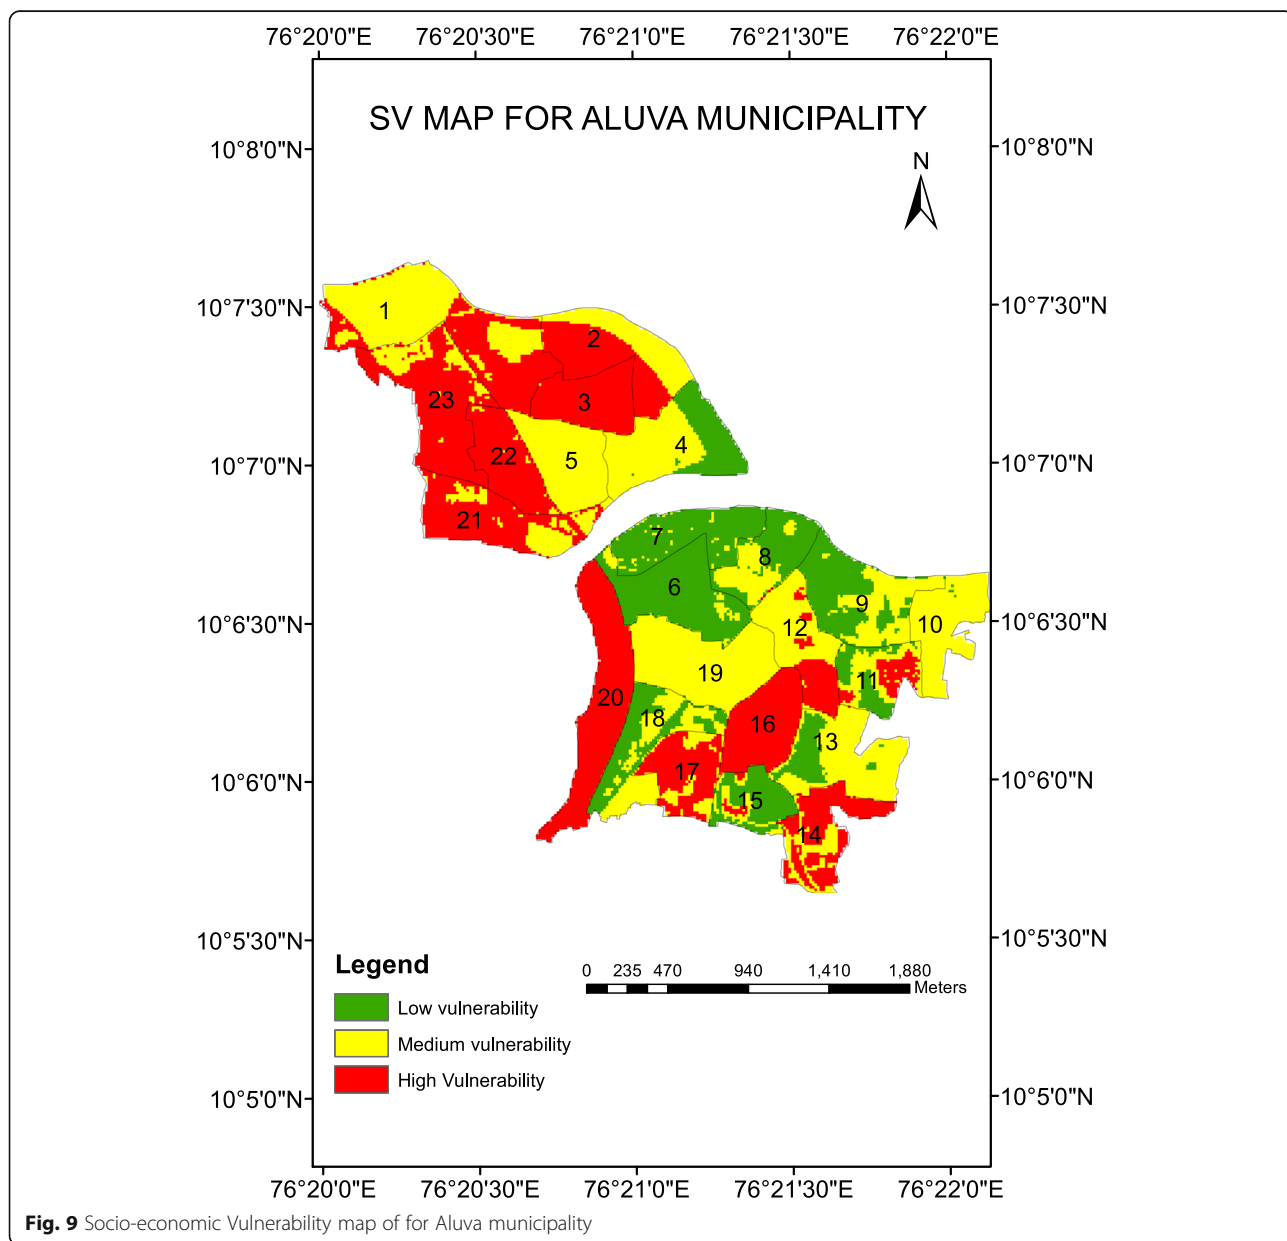 76°20'0"E 76°20'30"E 76°21'0"E 76°21'30"E 76°22'0"E
SV MAP FOR ALUVA MUNICIPALITY
10°8'0"N 10°8'0"N
N
10°7'30"N 10°7'30"N
1
2
3
23
4
22
5
10°7'0"N 10°7'0"N
21
7
8
6
9
10°6'30"N 10°6'30"N
12
10
19
11
20
18
16
13
17
10°6'0"N 10°6'0"N
15
14
10°5'30"N 10°5'30"N
Legend
0 235 470 940 1,410 1,880
Meters
Low vulnerability
Medium vulnerability
High Vulnerability
10°5'0"N 10°5'0"N
76°20'0"E 76°20'30"E 76°21'0"E 76°21'30"E 76°22'0"E
Fig. 9 Socio-economic Vulnerability map of for Aluva municipality